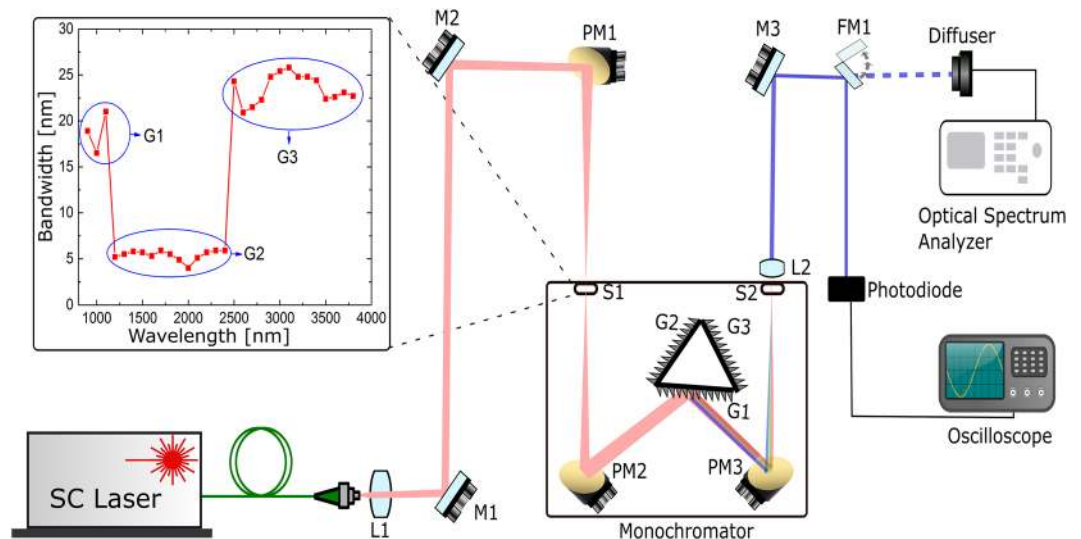 M2
PM1
M3
FM1
Diffuser
30
25
20
15
10
5
0
Bandwidth [nm]
G1
G2
G3
1000 1500 2000 2500 3000 3500 4000
Wavelength [nm]
Optical Spectrum
Analyzer
L2
S1
S2
Photodiode
G2
G3
G1
Oscilloscope
PM2
PM3
SC Laser
L1
M1
Monochromator